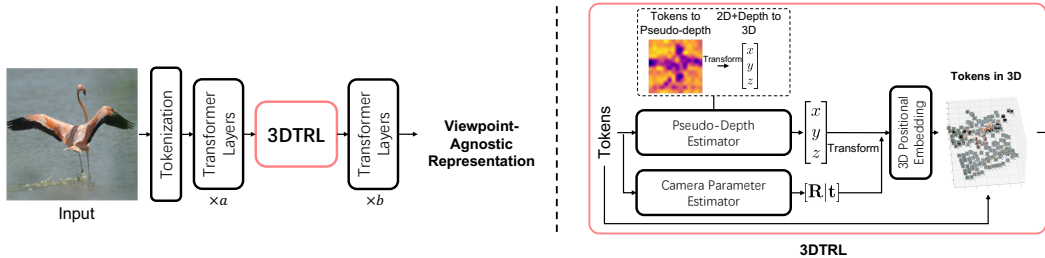 Input
Tokenization
Transformer
Layers
×a
3DTRL
Transformer
Layers
×b
Viewpoint-
Agnostic
Representation
Tokens to
Pseudo-depth
2D+Depth to
3D
Transform
x
y
z
Tokens
Pseudo-Depth
Estimator
x
y
z
Transform
Camera Parameter
Estimator
[R|t]
3D Positional
Embedding
Tokens in 3D
3DTRL